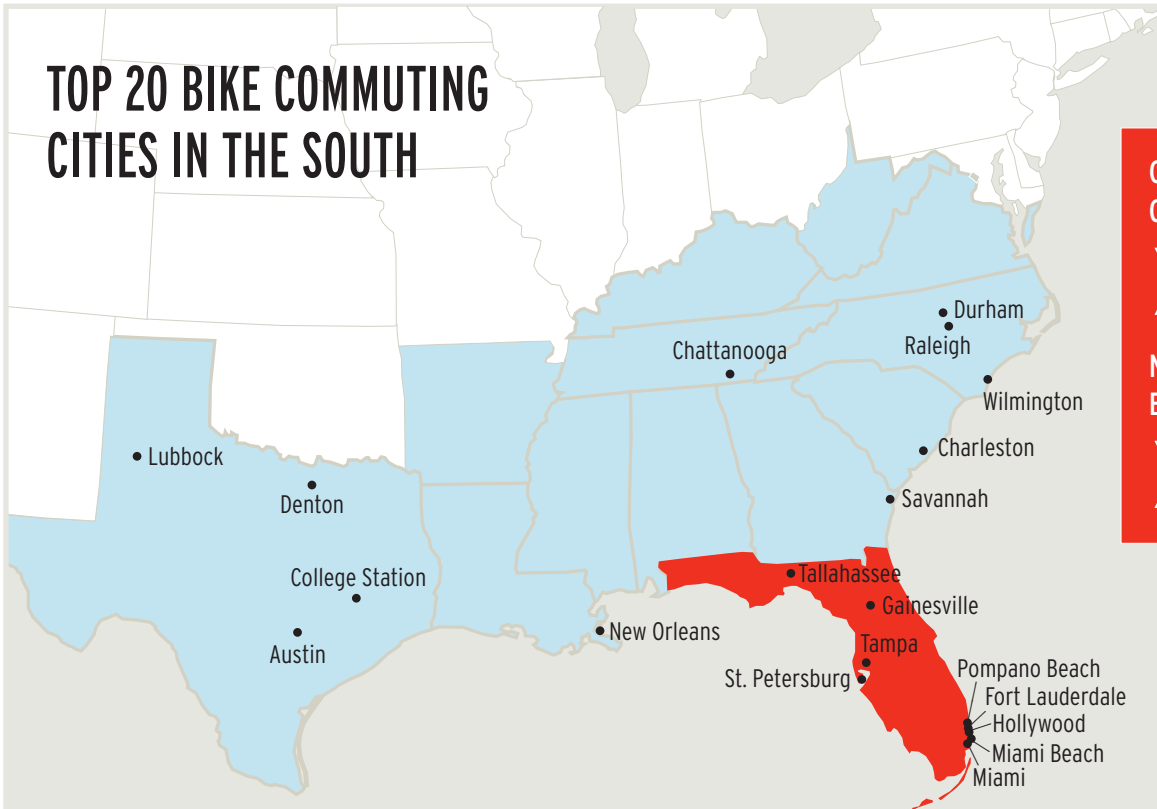 TOP 20 BIKE COMMUTING
CITIES IN THE SOUTH
Durham
Raleigh
Chattanooga
Wilmington
Charleston
Lubbock
Denton
Savannah
College Station
Tallahassee
Gainesville
New Orleans
Austin
Tampa
St. Petersburg
Pompano Beach
Fort Lauderdale
Hollywood
Miami Beach
Miami